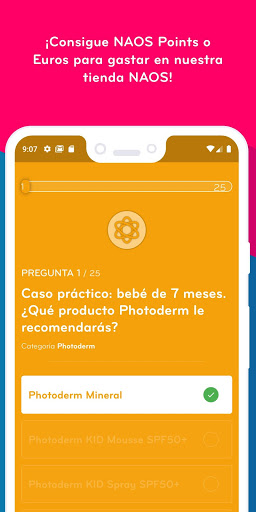 ¡Consigue NAOS Points o
Euros para gastar en nuestra
tienda NAOS!
9:07
1
25
PREGUNTA 1 / 25
Caso práctico: bebé de 7 meses.
¿Qué producto Photoderm le
recomendarás?
Categoría Photoderm
Photoderm Mineral
Photoderm KID Mousse SPF50+
Photoderm KID Spray SPF50+